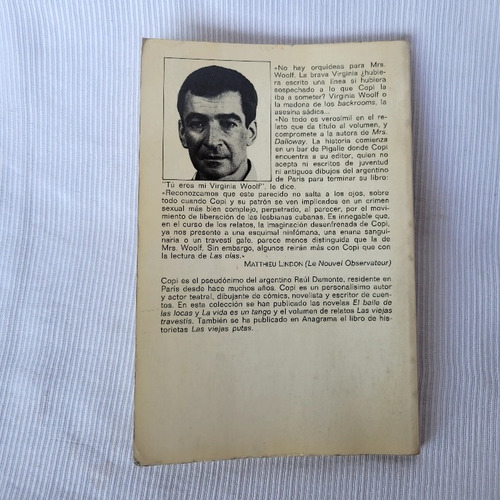 «No hay orquídeas para Mrs.
Woolf. La brava Virginia ¿hubie-
ra escrito una línea si hubiera
sospechado a lo que Copi la
iba a someter? Virginia Woolf o
la madona de los backrooms, la
asesina sádica...
»No todo es verosímil en el re-
lato que da título al volumen, y
compromete a la autora de Mrs.
Dalloway. La historia comienza
en un bar de Pigalle donde Copi
encuentra a su editor, quien no
acepta ni escritos de juventud
ni antiguos dibujos del argentino
de París para terminar su libro:
"Tú eres mi Virginia Woolf", le dice.
»Reconozcamos que este parecido no salta a los ojos, sobre
todo cuando Copi y su patrón se ven implicados en un crimen
sexual más bien complejo, perpetrado, al parecer, por el mo-
vimiento de liberación de las lesbianas cubanas. Es innegable que,
en el curso de los relatos, la imaginación desenfrenada de Copi,
ya nos presente a una esquimal ninfómana, una enana sangui-
naria o un travesti galo, parece menos distinguida que la de
Mrs. Woolf. Sin embargo, algunos reirán más con Copi que con
la lectura de Las olas.»
MATTHIEU LINDON (Le Nouvel Observateur)
Copi es el pseudónimo del argentino Raúl Damonte, residente en
París desde hace muchos años. Copi es un personalísimo autor
y actor teatral, dibujante de cómics, novelista y escritor de cuen-
tos. En esta colección se han publicado las novelas El baile de
las locas y La vida es un tango y el volumen de relatos Las viejas
travestís. También se ha publicado en Anagrama el libro de his-
torietas Las viejas putas.